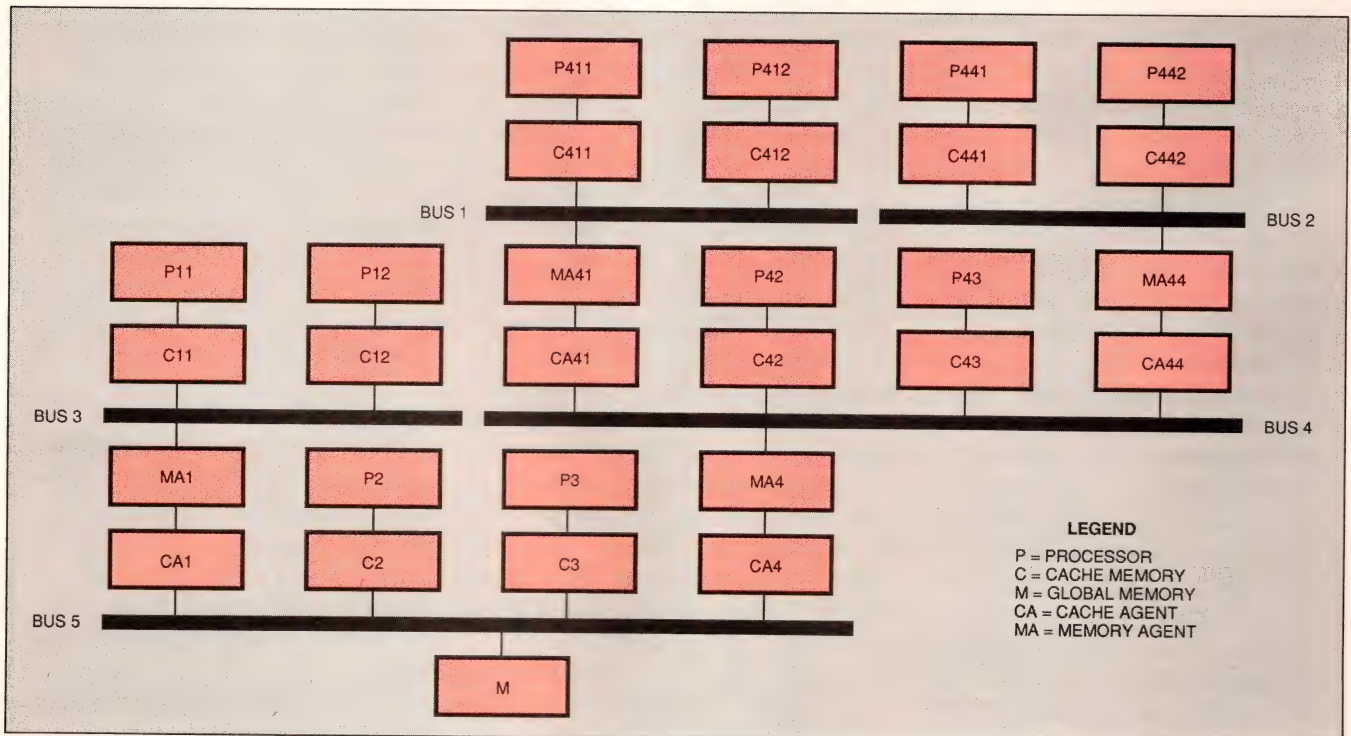 P411 P412 P441 P442
C411 C412 C441 C442
BUS 1 BUS 2
P11 P12 MA41 P42 P43 MA44
C11 C12 CA41 C42 C43 CA44
BUS 3 BUS 4
MA1 P2 P3 MA4
CA1 C2 C3 CA4
BUS 5
M
LEGEND
P = PROCESSOR
C = CACHE MEMORY
M = GLOBAL MEMORY
CA = CACHE AGENT
MA = MEMORY AGENT